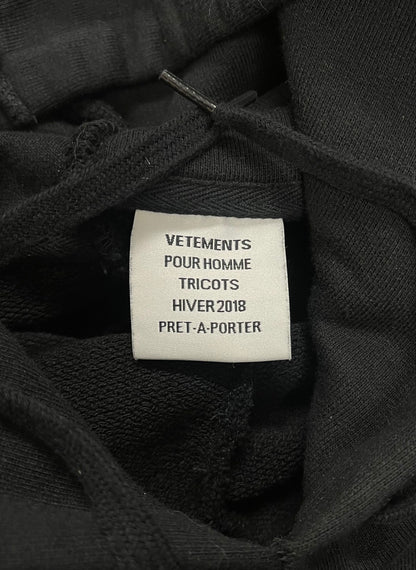 VETEMENTS
POUR HOMME
TRICOTS
HIVER 2018
PRET-A-PORTER